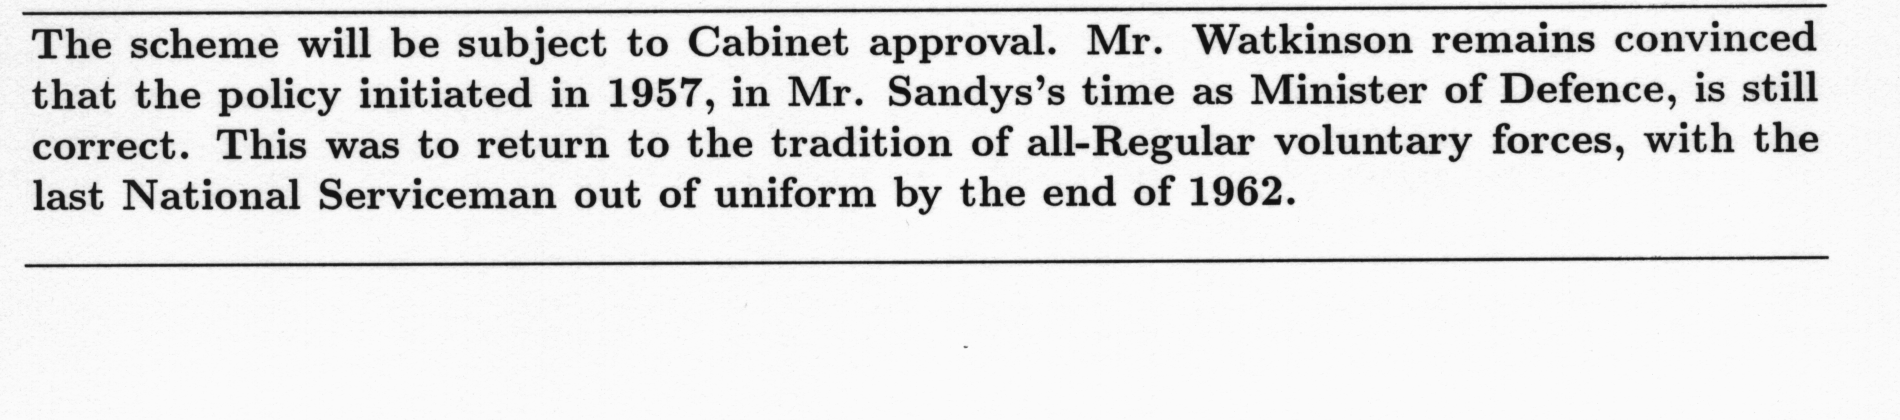 The scheme will be subject to Cabinet approval. Mr. Watkinson remains convinced
that the policy initiated in 1957, in Mr. Sandys's time as Minister of Defence, is still
correct. This was to return to the tradition of all-Regular voluntary forces, with the
last National Serviceman out of uniform by the end of 1962.